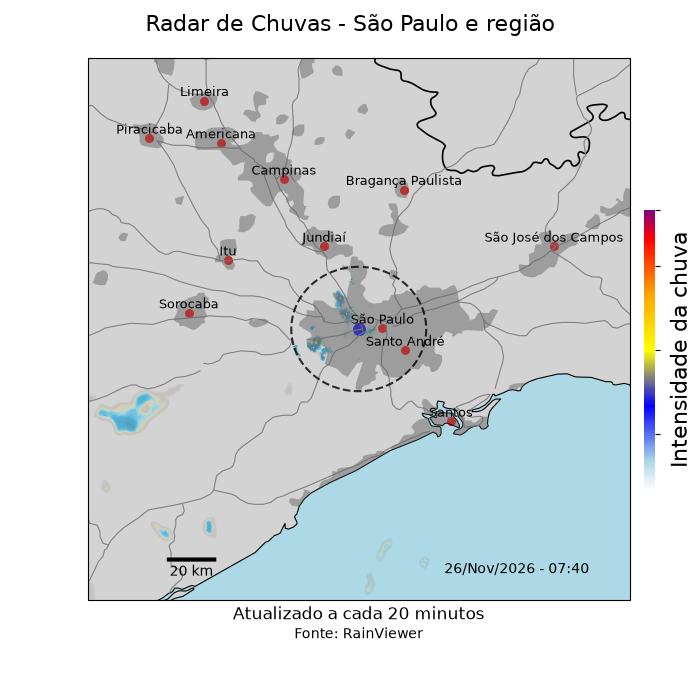 Radar de Chuvas - São Paulo e região
Limeira
Piracicaba
Americana
Campinas
Bragança Paulista
Jundiaí
São José dos Campos
Itu
Sorocaba
São Paulo
Santo André
Santos
Intensidade da chuva
20 km
26/Nov/2026 - 07:40
Atualizado a cada 20 minutos
Fonte: RainViewer